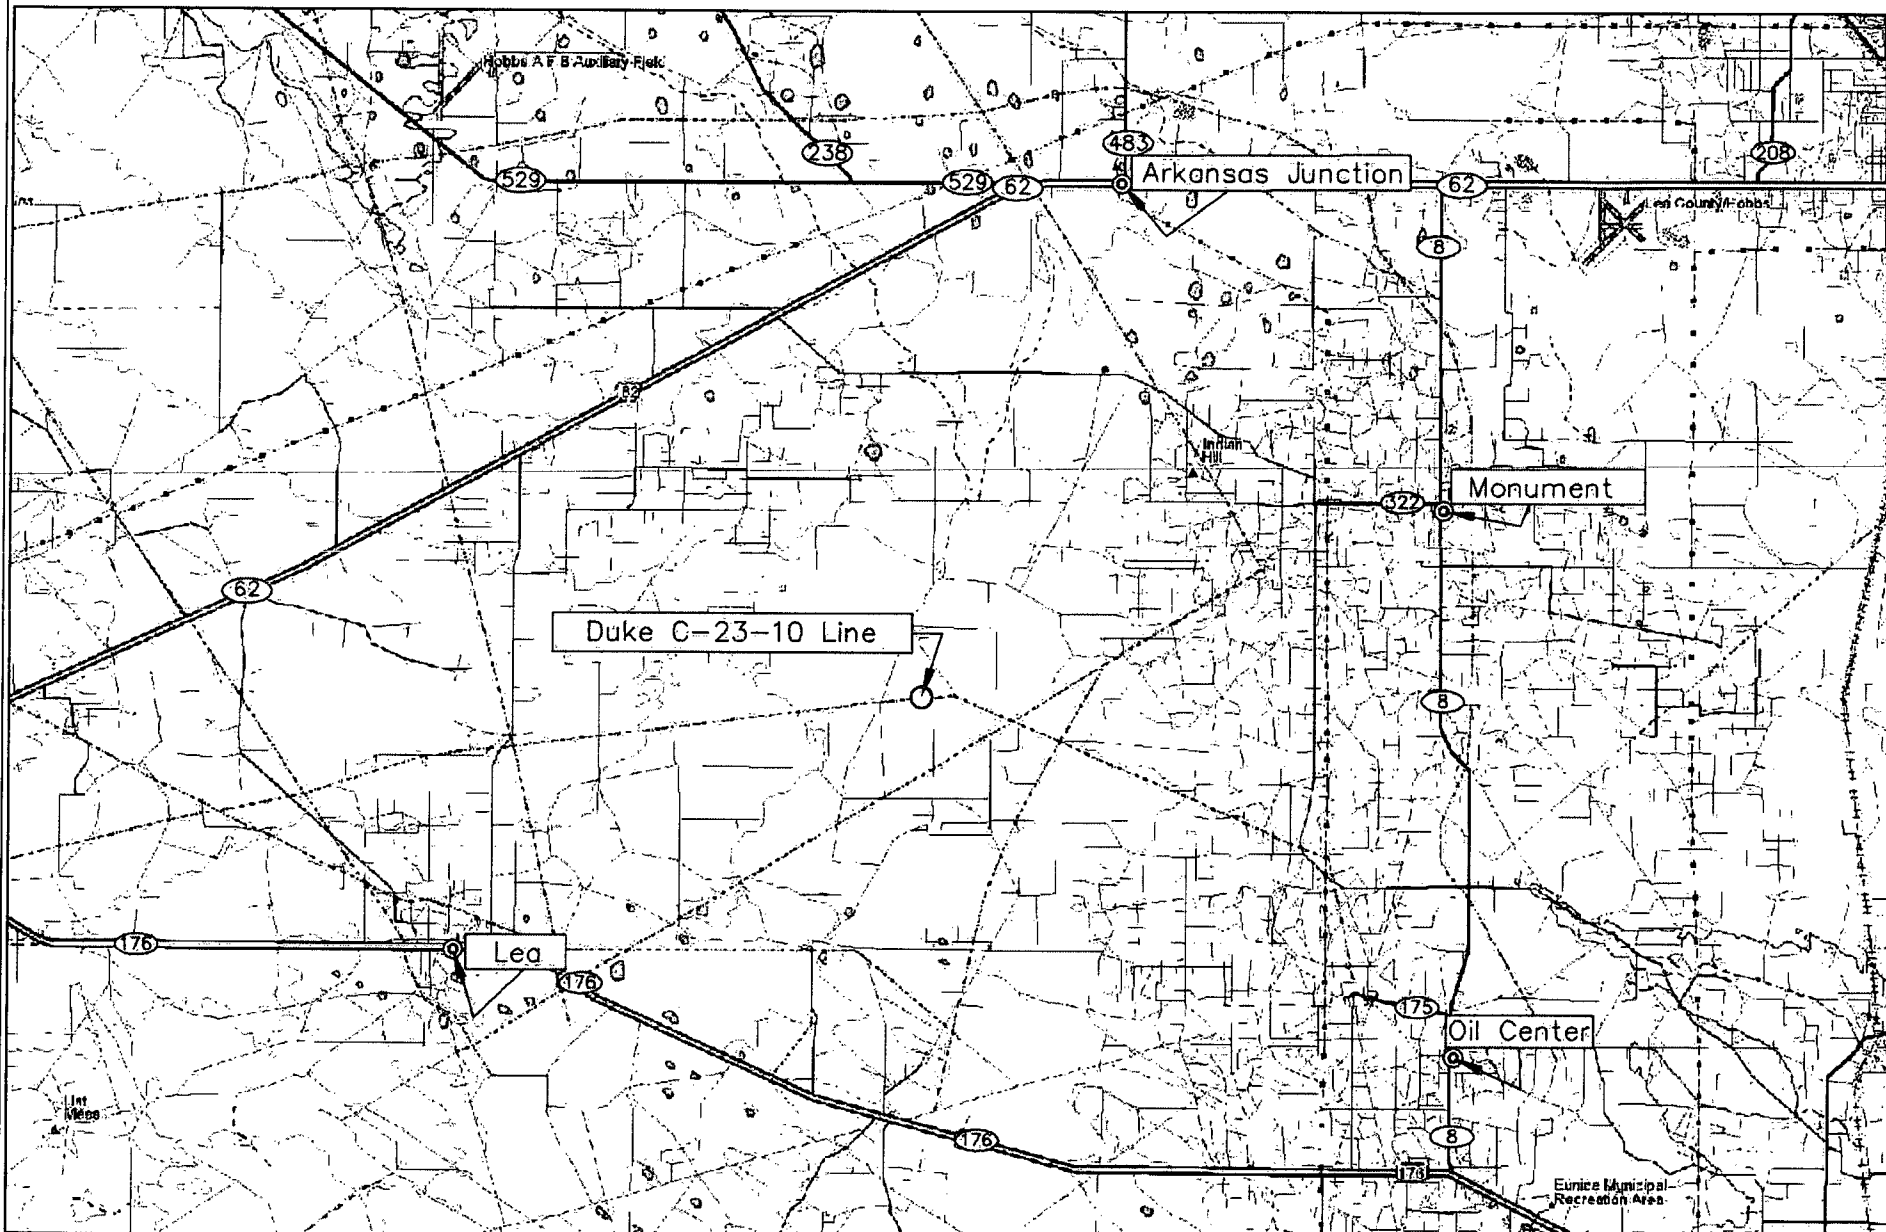 Hobbs A F B Auxiliary Field
483
238
208
529
529
62
Arkansas Junction
62
Lea County/Hobbs
8
Indian
Hill
Monument
322
62
Duke C-23-10 Line
8
176
Lea
176
175
Oil Center
8
176
176
Eunice Municipal
Recreation Area